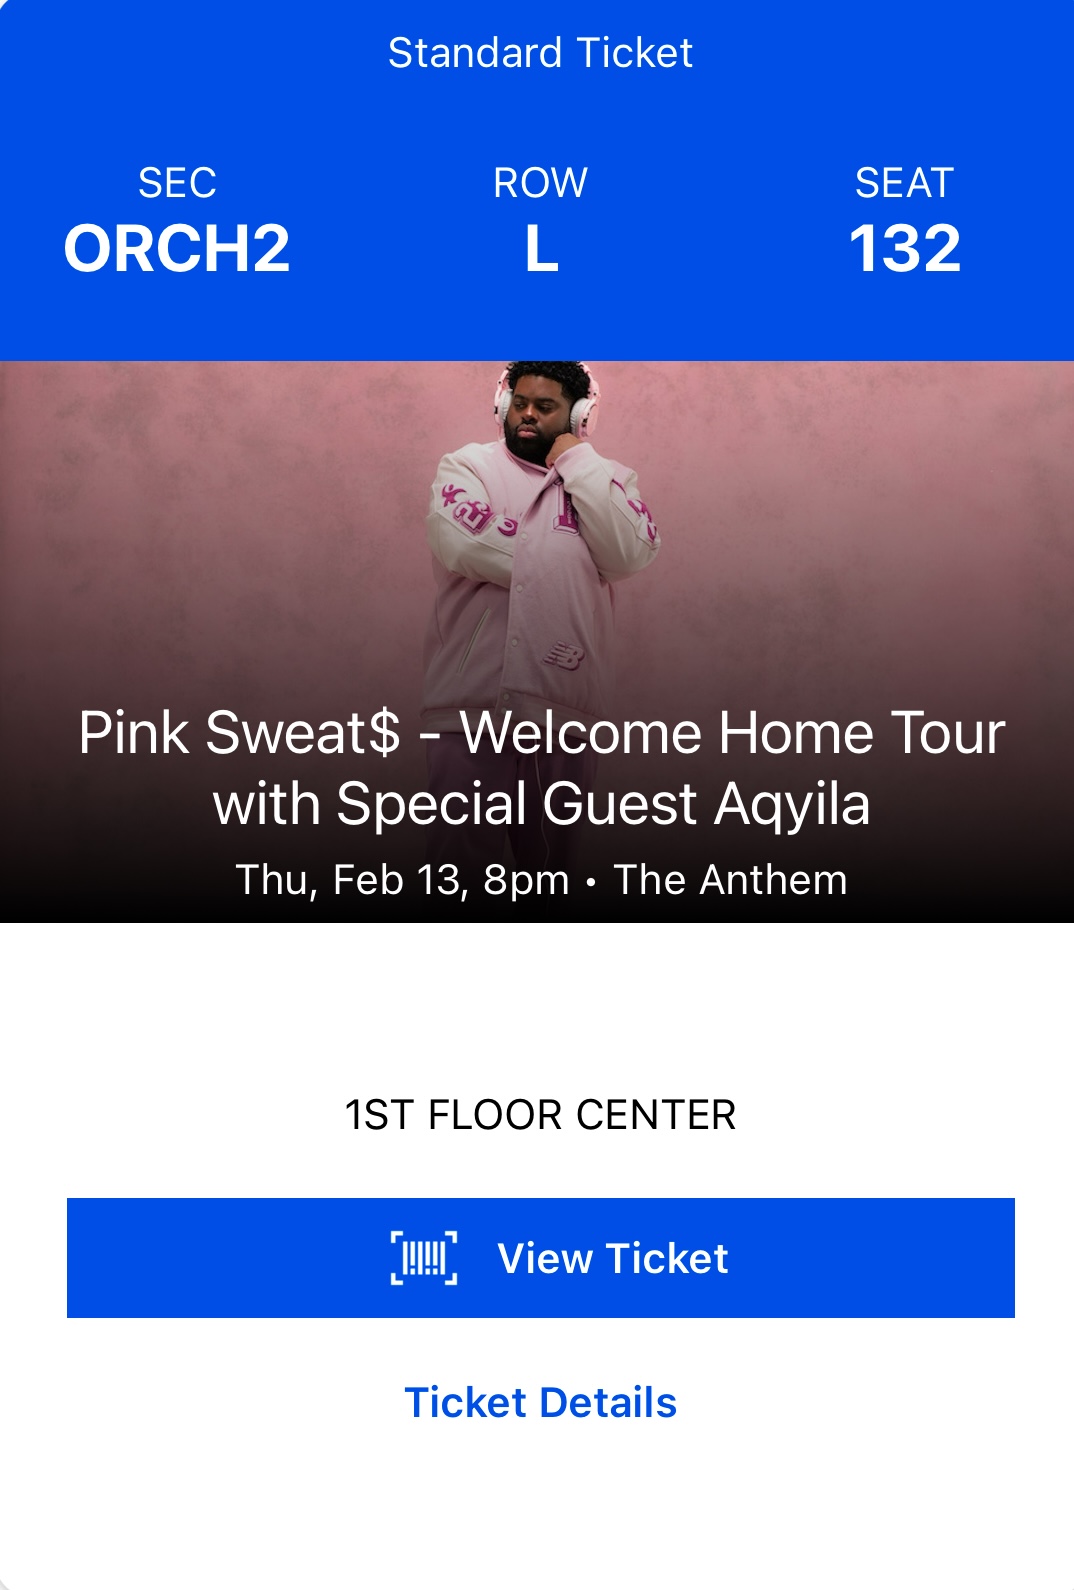 Standard Ticket
SEC ROW SEAT
ORCH2 L 132
Pink Sweat$ - Welcome Home Tour
with Special Guest Aqyila
Thu, Feb 13, 8pm • The Anthem
1ST FLOOR CENTER
View Ticket
Ticket Details